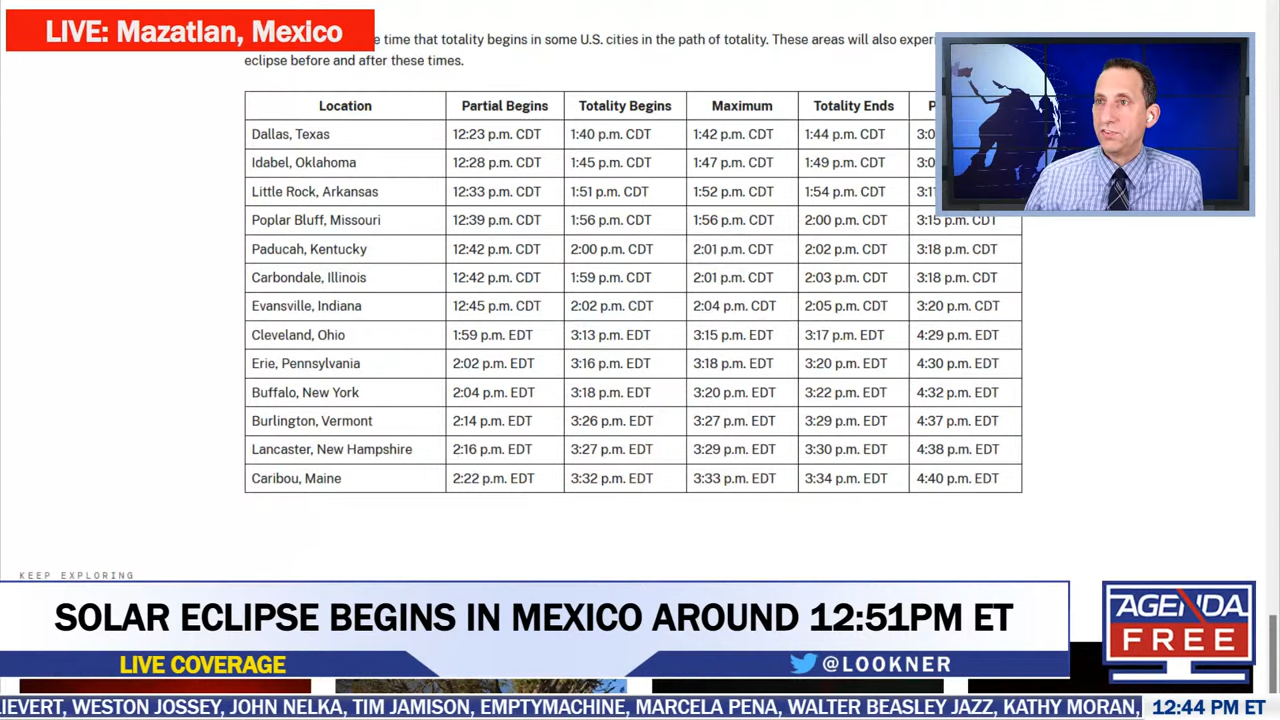 LIVE: Mazatlan, Mexico
time that totality begins in some U.S. cities in the path of totality. These areas will also
eclipse before and after these times.
Location Partial Begins Totality Begins Maximum Totality Ends
Dallas, Texas 12:23 p.m. CDT 1:40 p.m. CDT 1:42 p.m. CDT 1:44 p.m. CDT
Idabel, Oklahoma 12:28 p.m. CDT 1:45 p.m. CDT 1:47 p.m. CDT 1:49 p.m. CDT
Little Rock, Arkansas 12:33 p.m. CDT 1:51 p.m. CDT 1:52 p.m. CDT 1:54 p.m. CDT
Poplar Bluff, Missouri 12:39 p.m. CDT 1:56 p.m. CDT 1:56 p.m. CDT 2:00 p.m. CDT 3:15 p.m. CDT
Paducah, Kentucky 12:42 p.m. CDT 2:00 p.m. CDT 2:01 p.m. CDT 2:02 p.m. CDT 3:18 p.m. CDT
Carbondale, Illinois 12:42 p.m. CDT 1:59 p.m. CDT 2:01 p.m. CDT 2:03 p.m. CDT 3:18 p.m. CDT
Evansville, Indiana 12:45 p.m. CDT 2:02 p.m. CDT 2:04 p.m. CDT 2:05 p.m. CDT 3:20 p.m. CDT
Cleveland, Ohio 1:59 p.m. EDT 3:13 p.m. EDT 3:15 p.m. EDT 3:17 p.m. EDT 4:29 p.m. EDT
Erie, Pennsylvania 2:02 p.m. EDT 3:16 p.m. EDT 3:18 p.m. EDT 3:20 p.m. EDT 4:30 p.m. EDT
Buffalo, New York 2:04 p.m. EDT 3:18 p.m. EDT 3:20 p.m. EDT 3:22 p.m. EDT 4:32 p.m. EDT
Burlington, Vermont 2:14 p.m. EDT 3:26 p.m. EDT 3:27 p.m. EDT 3:29 p.m. EDT 4:37 p.m. EDT
Lancaster, New Hampshire 2:16 p.m. EDT 3:27 p.m. EDT 3:29 p.m. EDT 3:30 p.m. EDT 4:38 p.m. EDT
Caribou, Maine 2:22 p.m. EDT 3:32 p.m. EDT 3:33 p.m. EDT 3:34 p.m. EDT 4:40 p.m. EDT
KEEP EXPLORING
SOLAR ECLIPSE BEGINS IN MEXICO AROUND 12:51PM ET
LIVE COVERAGE
@LOOKNER
AGENDA
FREE
WESTON JOSSEY, JOHN NELKA, TIM JAMISON, EMPTYMACHINE, MARCELA PENA, WALTER BEASLEY JAZZ, KATHY MORAN, 12:44 PM ET